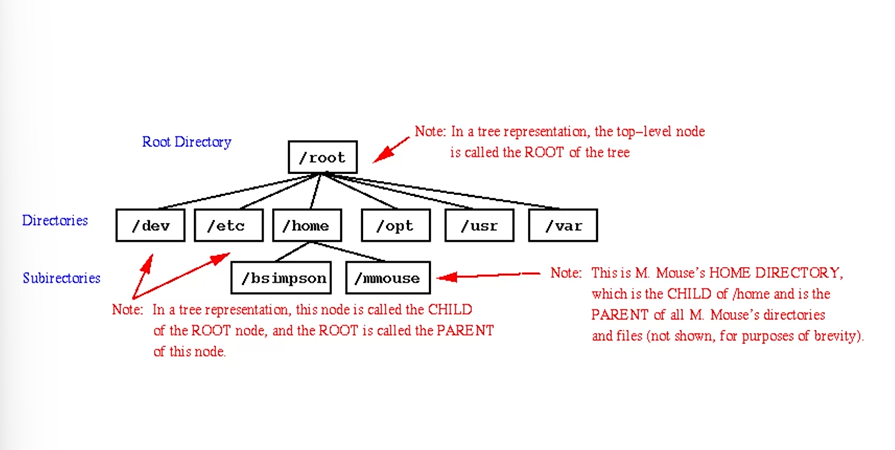 Root Directory
/root
Note: In a tree representation, the top-level node
is called the ROOT of the tree
Directories
/dev
/etc
/home
/opt
/usr
/var
Subirectories
/bsimpson
/mmouse
Note: In a tree representation, this node is called the CHILD
of the ROOT node, and the ROOT is called the PARENT
of this node.
Note: This is M. Mouse's HOME DIRECTORY,
which is the CHILD of /home and is the
PARENT of all M. Mouse's directories
and files (not shown, for purposes of brevity).